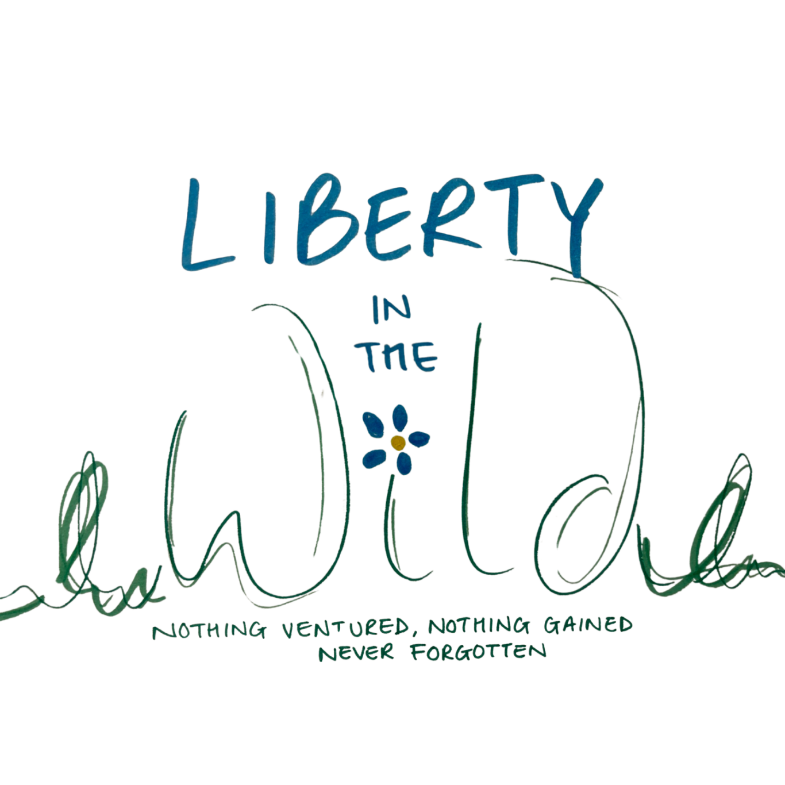 LIBERTY
IN
THE
Wild
NOTHING VENTURED, NOTHING GAINED
NEVER FORGOTTEN